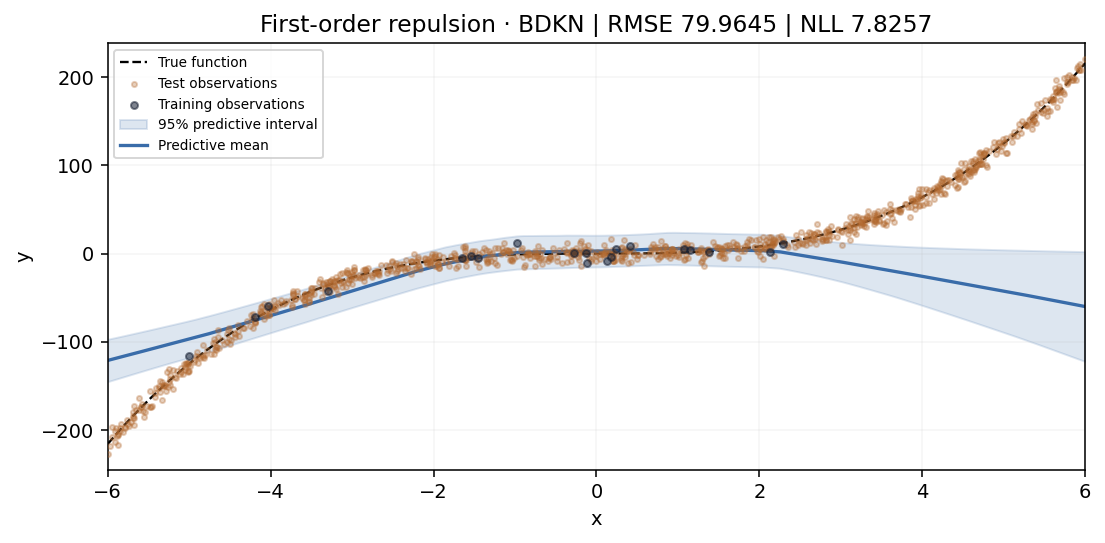 First-order repulsion · BDKN | RMSE 79.9645 | NLL 7.8257
True function
Test observations
Training observations
95% predictive interval
Predictive mean
200
100
0
−100
−200
y
−6 −4 −2 0 2 4 6
x